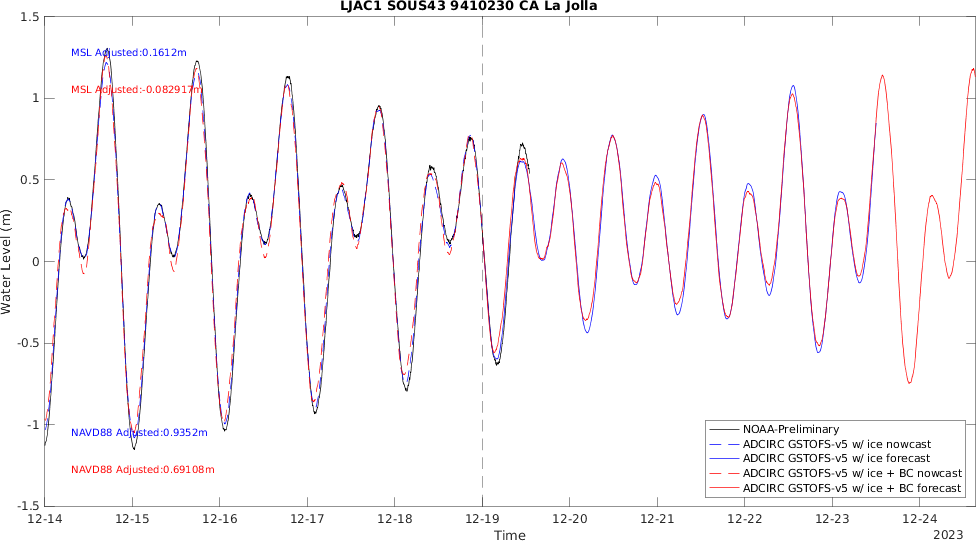 LJAC1 SOUS43 9410230 CA La Jolla
1.5
MSL Adjusted:0.1612m
MSL Adjusted:-0.082917m
1
0.5
0
-0.5
-1
-1.5
Water Level (m)
NAVD88 Adjusted:0.9352m
NAVD88 Adjusted:0.69108m
NOAA-Preliminary
ADCIRC GSTOFS-v5 w/ ice nowcast
ADCIRC GSTOFS-v5 w/ ice forecast
ADCIRC GSTOFS-v5 w/ ice + BC nowcast
ADCIRC GSTOFS-v5 w/ ice + BC forecast
12-14 12-15 12-16 12-17 12-18 12-19 12-20 12-21 12-22 12-23 12-24
Time
2023